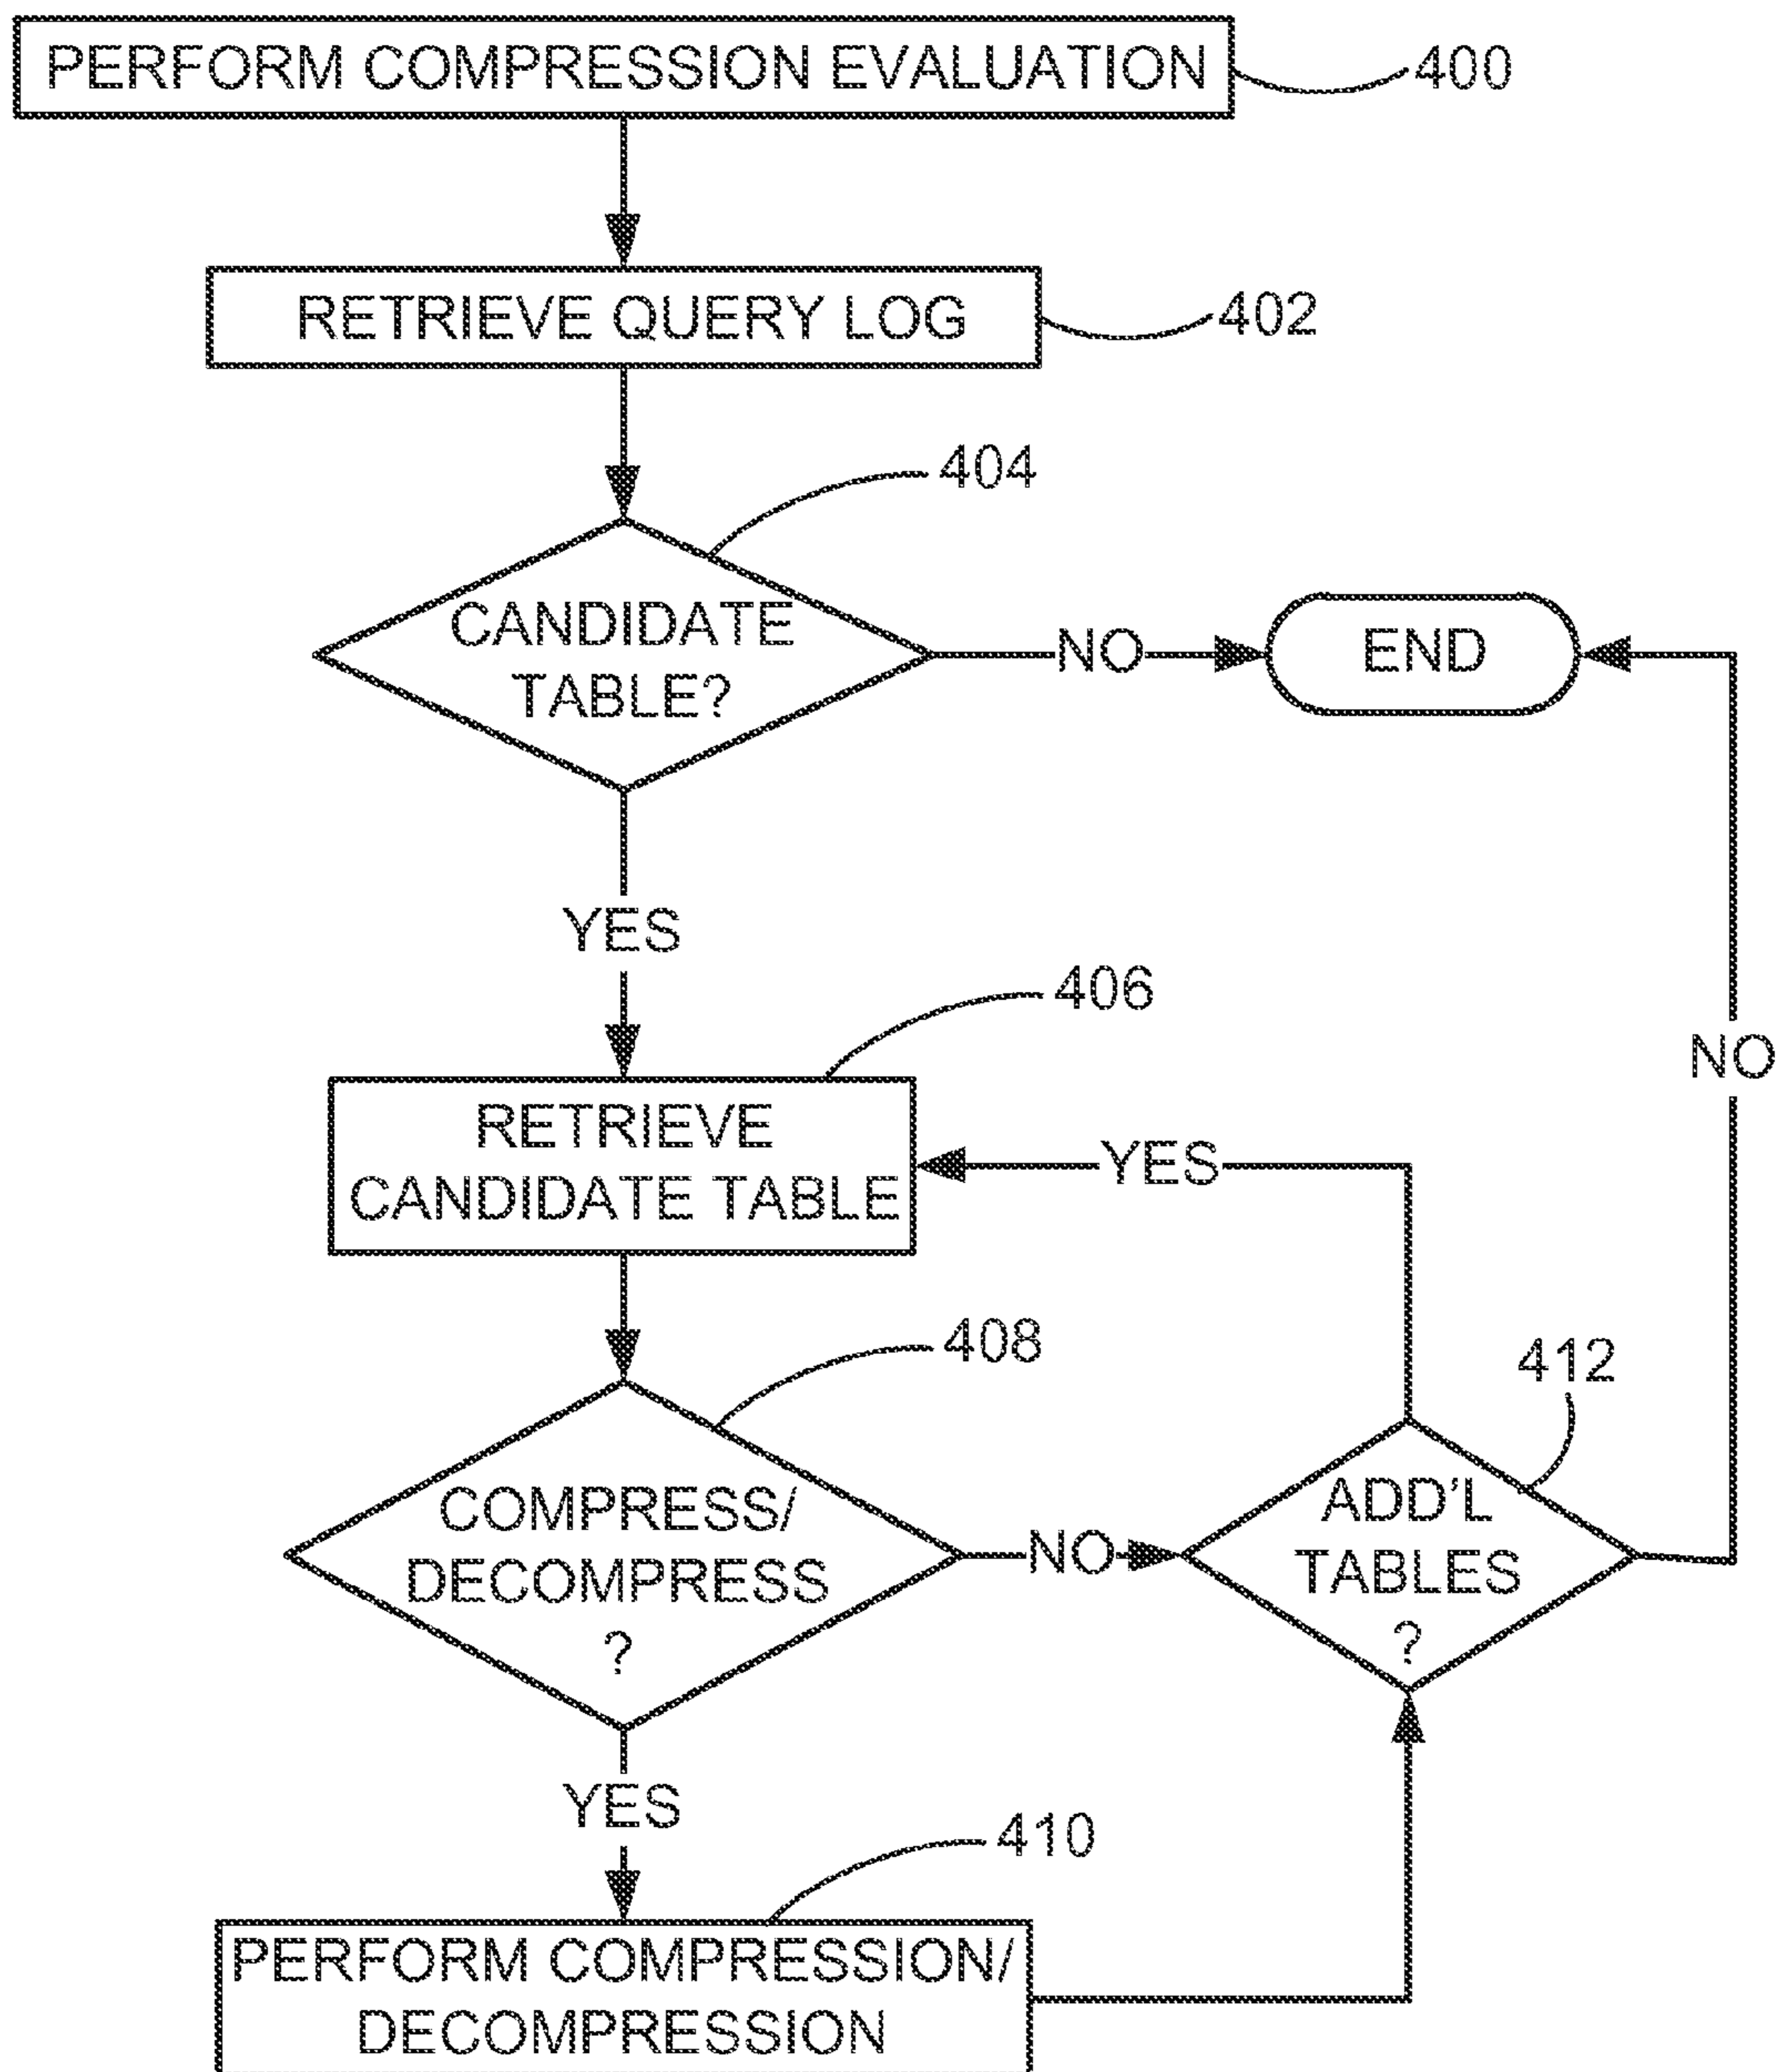 PERFORM COMPRESSION EVALUATION
400
RETRIEVE QUERY LOG
402
404
CANDIDATE
TABLE?
NO
END
YES
406
RETRIEVE
CANDIDATE TABLE
YES
NO
408
412
COMPRESS/
DECOMPRESS
?
NO
ADD'L
TABLES
?
YES
410
PERFORM COMPRESSION/
DECOMPRESSION